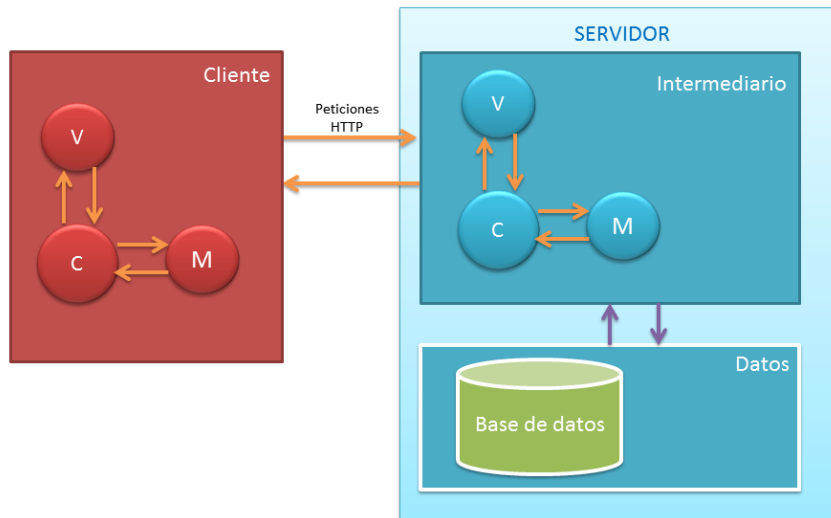 SERVIDOR
Cliente
Intermediario
V
V
Peticiones
HTTP
C
M
C
M
Datos
Base de datos